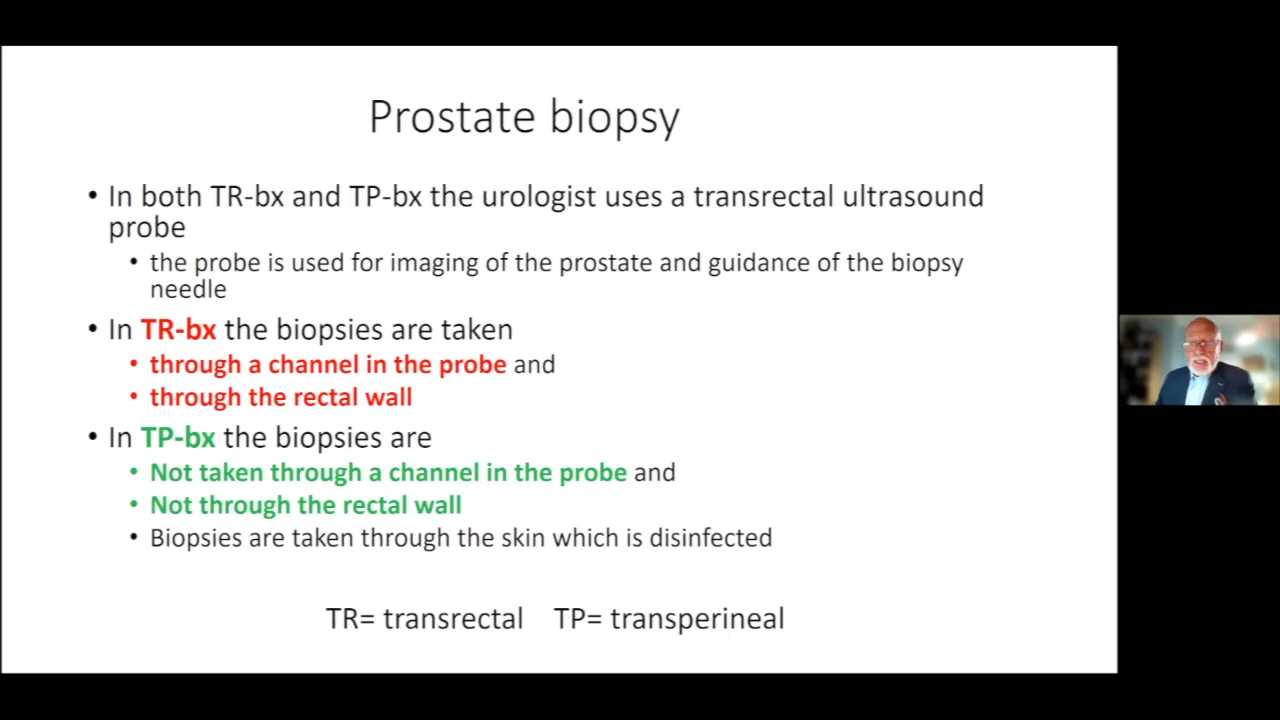 Prostate biopsy
• In both TR-bx and TP-bx the urologist uses a transrectal ultrasound
probe
• the probe is used for imaging of the prostate and guidance of the biopsy
needle
• In TR-bx the biopsies are taken
• through a channel in the probe and
• through the rectal wall
• In TP-bx the biopsies are
• Not taken through a channel in the probe and
• Not through the rectal wall
• Biopsies are taken through the skin which is disinfected
TR= transrectal TP= transperineal